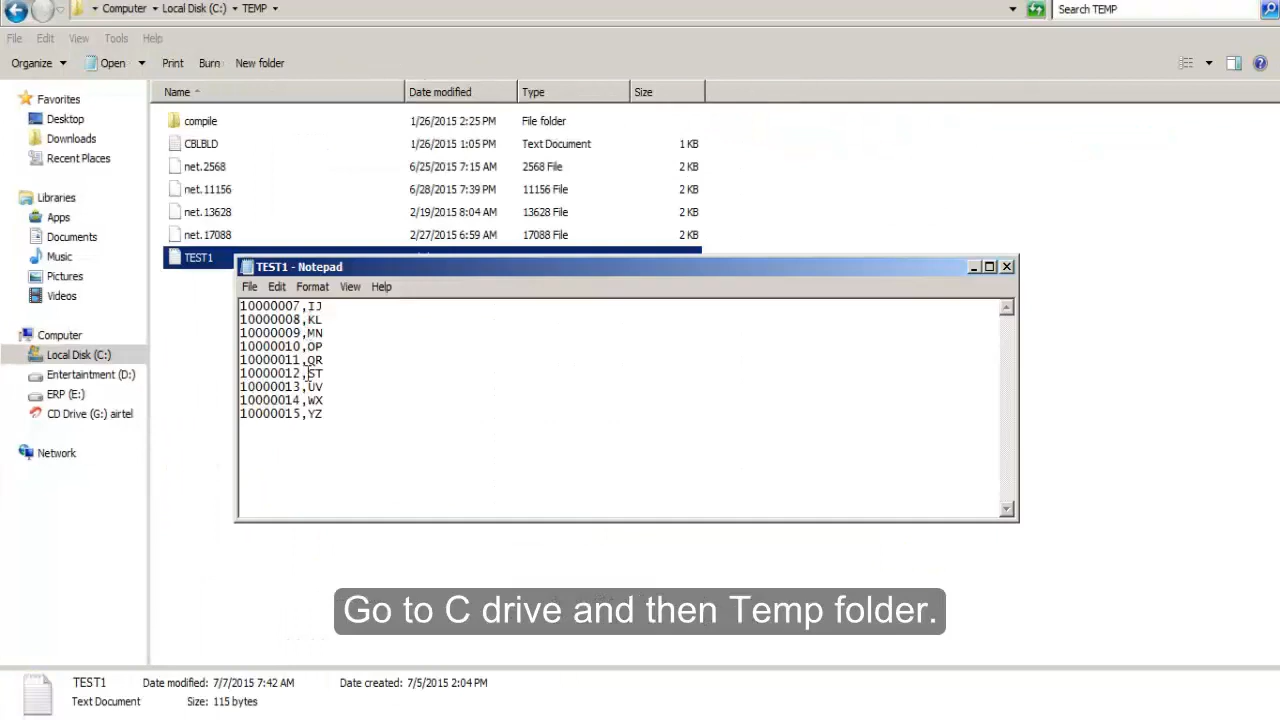 Computer Local Disk (C:) TEMP Search TEMP
File Edit View Tools Help
Organize Open Print Burn New folder
Name Date modified Type Size
Favorites
Desktop
Downloads
Recent Places
Libraries
Apps
Documents
Music
Pictures
Videos
Computer
Local Disk (C:)
Entertaintment (D:)
ERP (E:)
CD Drive (G:) airtel
Network
compile 1/26/2015 2:25 PM File folder
CBLBLD 1/26/2015 1:05 PM Text Document 1 KB
net.2568 6/25/2015 7:15 AM 2568 File 2 KB
net.11156 6/28/2015 7:39 PM 11156 File 2 KB
net.13628 2/19/2015 8:04 AM 13628 File 2 KB
net.17088 2/27/2015 6:59 AM 17088 File 2 KB
TEST1
TEST1 - Notepad
File Edit Format View Help
10000007,IJ
10000008,KL
10000009,MN
10000010,OP
10000011,QR
10000012,ST
10000013,UV
10000014,WX
10000015,YZ
Go to C drive and then Temp folder.
TEST1 Date modified: 7/7/2015 7:42 AM Date created: 7/5/2015 2:04 PM
Text Document Size: 115 bytes